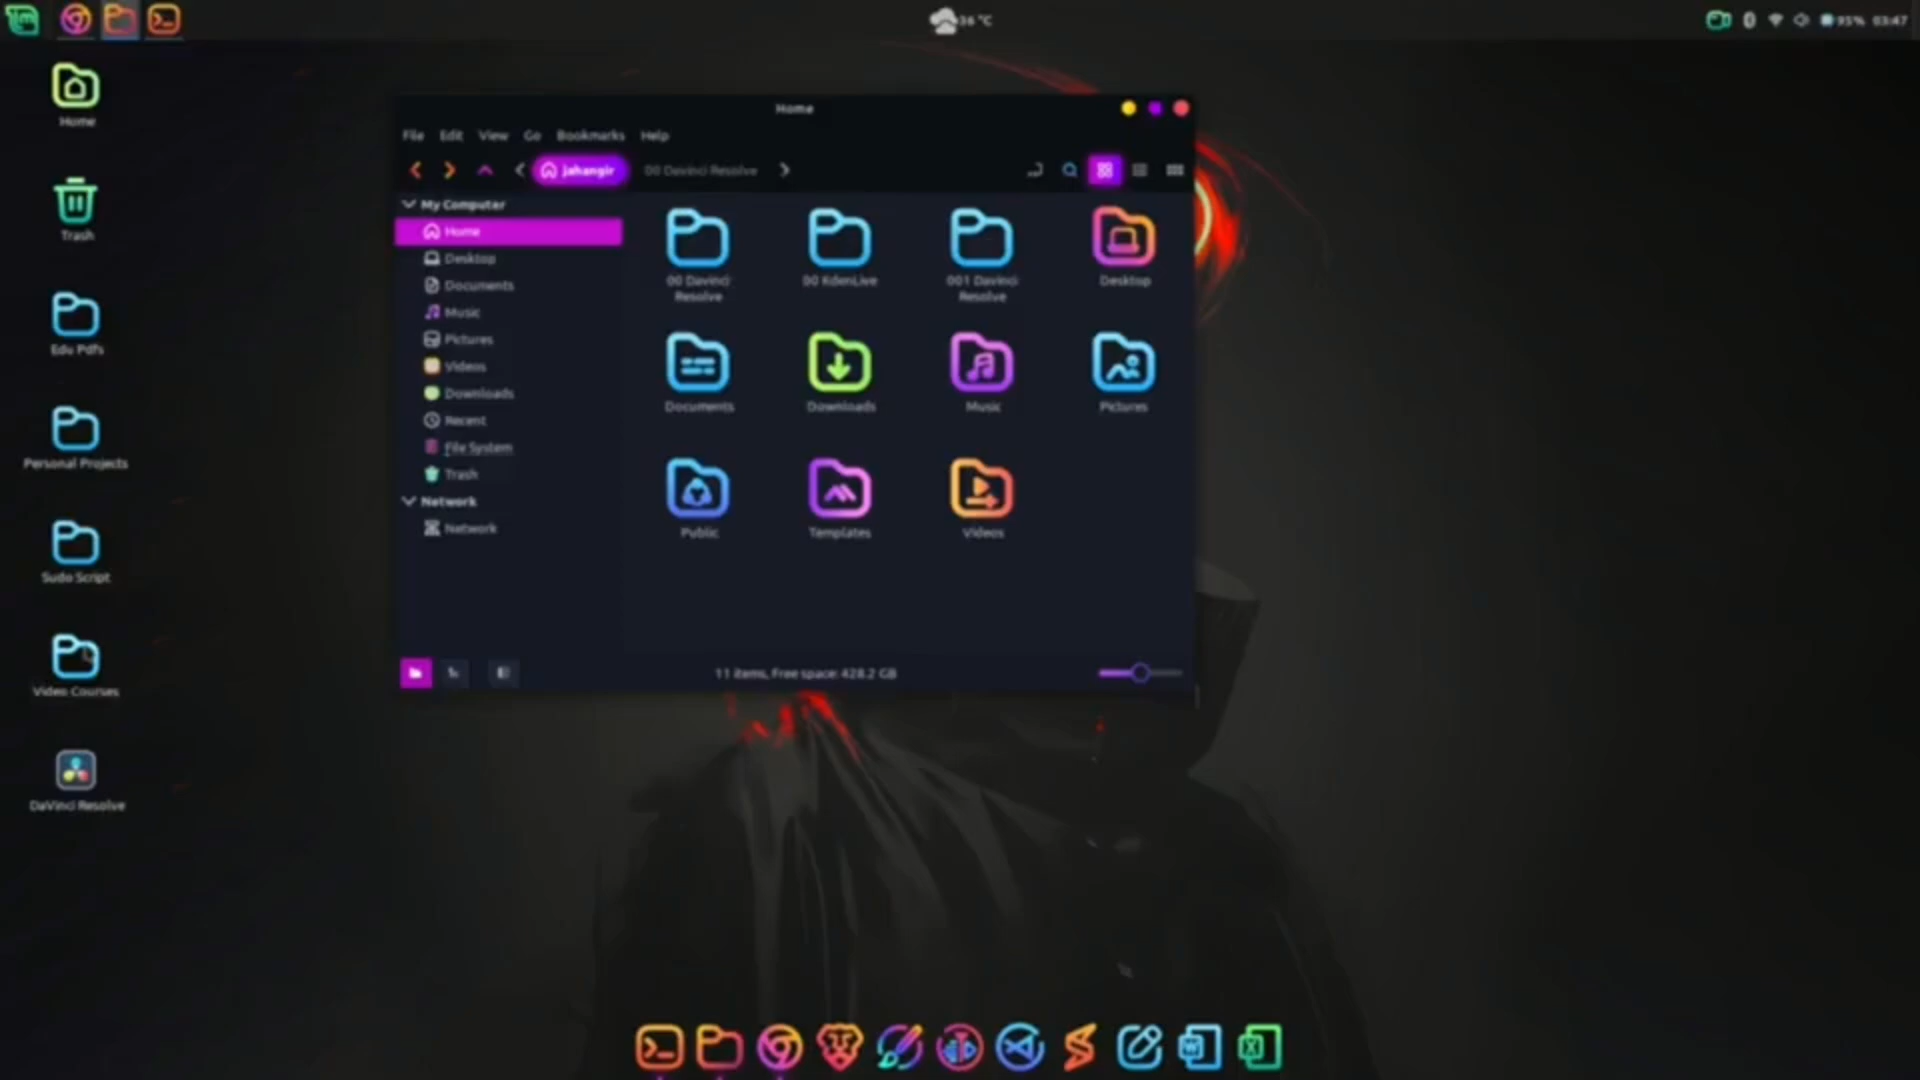 36 °C
95% 03:47
Home
Trash
Edu Pdfs
Personal Projects
Sudo Script
Video Courses
DaVinci Resolve
Home
File Edit View Go Bookmarks Help
jahangir 00 Davinci Resolve
My Computer
Home
Desktop
Documents
Music
Pictures
Videos
Downloads
Recent
File System
Trash
Network
Network
00 Davinci
Resolve
00 KdenLive
001 Davinci
Resolve
Desktop
Documents
Downloads
Music
Pictures
Public
Templates
Videos
11 items, Free space: 428.2 GB
W
X